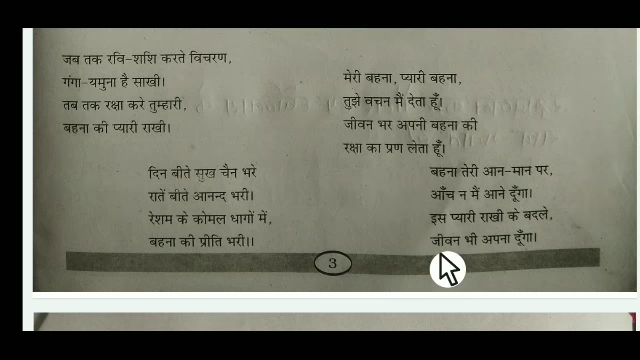 जब तक रवि-शशि करते विचरण,
गंगा-यमुना है साखी।
तब तक रक्षा करे तुम्हारी,
बहना की प्यारी राखी।
दिन बीते सुख चैन भरे
रातें बीते आनन्द भरी।
रेशम के कोमल धागों में,
बहना की प्रीति भरी।।
मेरी बहना, प्यारी बहना,
तुझे वचन मैं देता हूँ।
जीवन भर अपनी बहना की
रक्षा का प्रण लेता हूँ।
बहना तेरी आन-मान पर,
आँच न मैं आने दूँगा।
इस प्यारी राखी के बदले,
जीवन भी अपना दूँगा।
3